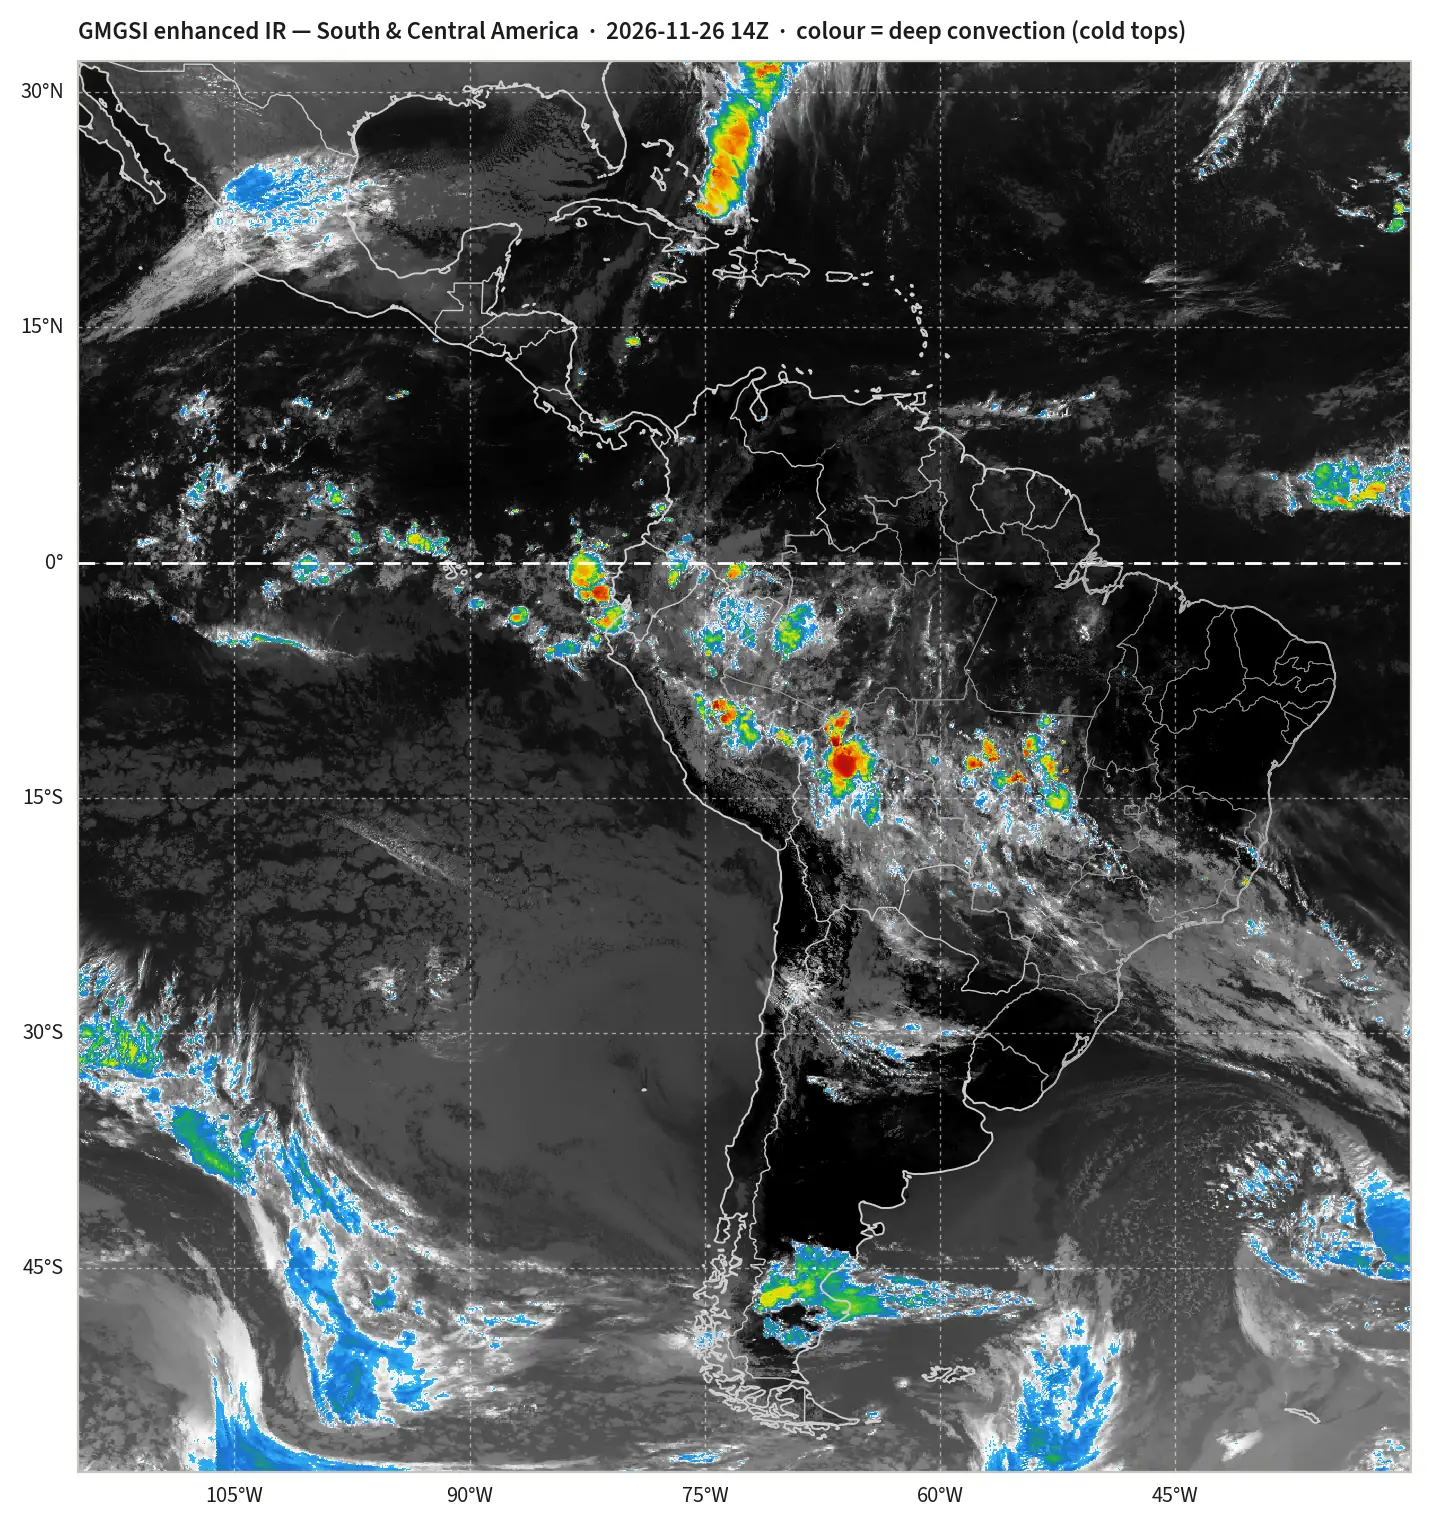 GMGSI enhanced IR — South & Central America · 2026-11-26 14Z · colour = deep convection (cold tops)
30°N
15°N
0°
15°S
30°S
45°S
105°W 90°W 75°W 60°W 45°W